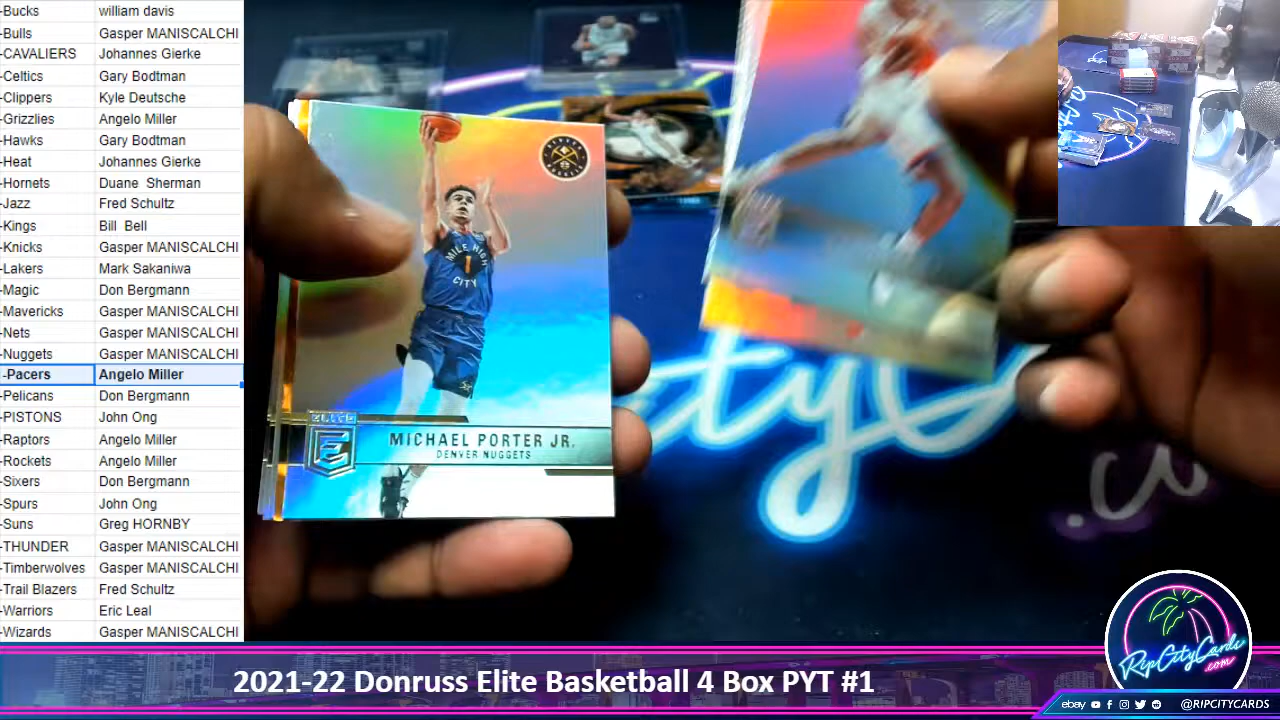 -Bucks william davis
-Bulls Gasper MANISCALCHI
-CAVALIERS Johannes Gierke
-Celtics Gary Bodtman
-Clippers Kyle Deutsche
-Grizzlies Angelo Miller
-Hawks Gary Bodtman
-Heat Johannes Gierke
-Hornets Duane Sherman
-Jazz Fred Schultz
-Kings Bill Bell
-Knicks Gasper MANISCALCHI
-Lakers Mark Sakaniwa
-Magic Don Bergmann
-Mavericks Gasper MANISCALCHI
-Nets Gasper MANISCALCHI
-Nuggets Gasper MANISCALCHI
-Pacers Angelo Miller
-Pelicans Don Bergmann
-PISTONS John Ong
-Raptors Angelo Miller
-Rockets Angelo Miller
-Sixers Don Bergmann
-Spurs John Ong
-Suns Greg HORNBY
-THUNDER Gasper MANISCALCHI
-Timberwolves Gasper MANISCALCHI
-Trail Blazers Fred Schultz
-Warriors Eric Leal
-Wizards Gasper MANISCALCHI
MILE HIGH
1
CITY
ELITE
E
MICHAEL PORTER JR.
DENVER NUGGETS
ityC
.co
RipCityCards
.com
2021-22 Donruss Elite Basketball 4 Box PYT #1
ebay @RIPCITYCARDS